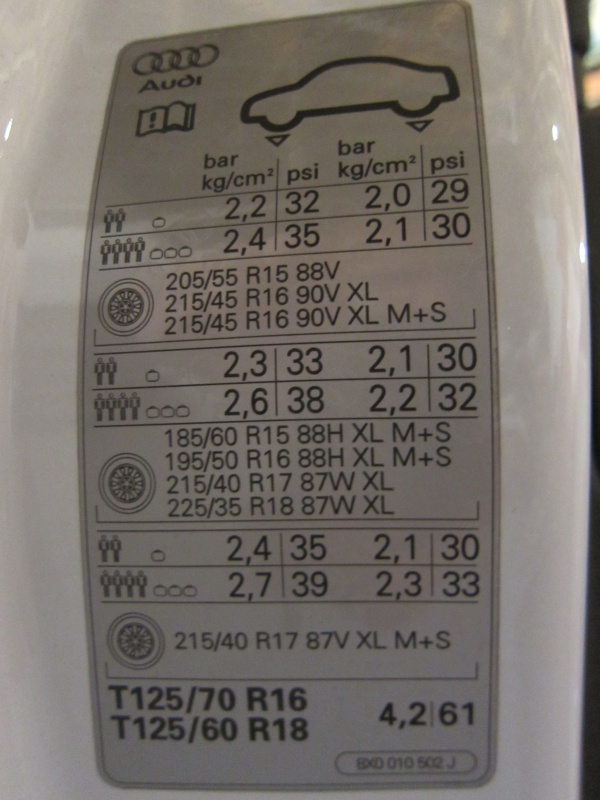 Audi
bar psi bar psi
kg/cm² kg/cm²
2,2 32 2,0 29
2,4 35 2,1 30
205/55 R15 88V
215/45 R16 90V XL
215/45 R16 90V XL M+S
2,3 33 2,1 30
2,6 38 2,2 32
185/60 R15 88H XL M+S
195/50 R16 88H XL M+S
215/40 R17 87W XL
225/35 R18 87W XL
2,4 35 2,1 30
2,7 39 2,3 33
215/40 R17 87V XL M+S
T125/70 R16
T125/60 R18
4,2 61
8X0 010 502 J